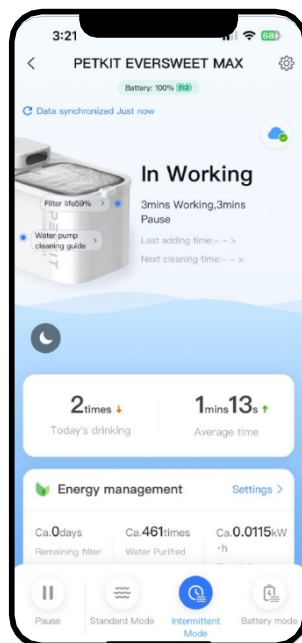 3:21
68
PETKIT EVERSWEET MAX
Battery: 100%
Data synchronized Just now
In Working
3mins Working,3mins
Pause
Filter life59% >
Water pump
cleaning guide >
Last adding time:- - >
Next cleaning time:- - >
2times
1mins13s
Today's drinking
Average time
Energy management
Settings >
Ca.0days
Ca.461times
Ca.0.0115kW
·h
Remaining filter
Water Purified
Pause
Standard Mode
Intermittent
Mode
Battery mode